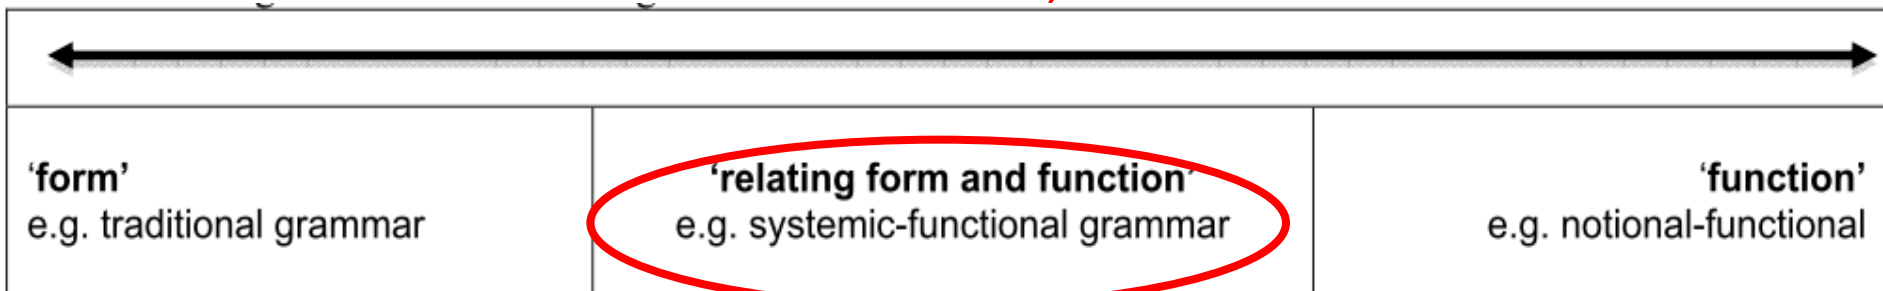 ‘form’
e.g. traditional grammar
‘relating form and function’
e.g. systemic-functional grammar
‘function’
e.g. notional-functional